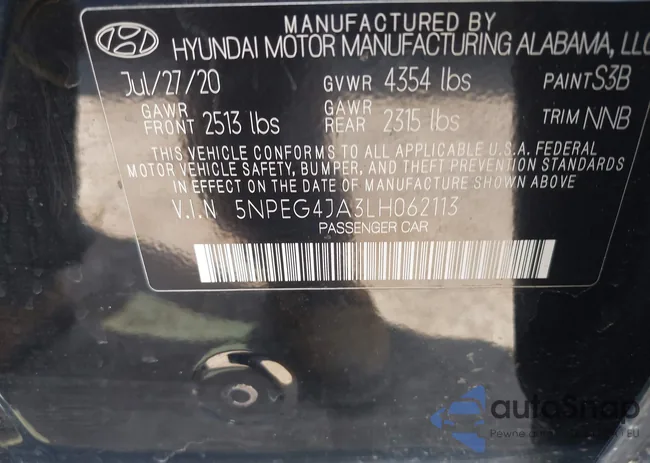 MANUFACTURED BY
HYUNDAI MOTOR MANUFACTURING ALABAMA, LLC
Jul/27/20 GVWR 4354 lbs PAINT S3B
GAWR FRONT 2513 lbs GAWR REAR 2315 lbs TRIM NNB
THIS VEHICLE CONFORMS TO ALL APPLICABLE U.S.A. FEDERAL
MOTOR VEHICLE SAFETY, BUMPER, AND THEFT PREVENTION STANDARDS
IN EFFECT ON THE DATE OF MANUFACTURE SHOWN ABOVE
V.I.N 5NPEG4JA3LH062113
PASSENGER CAR
autoSnap